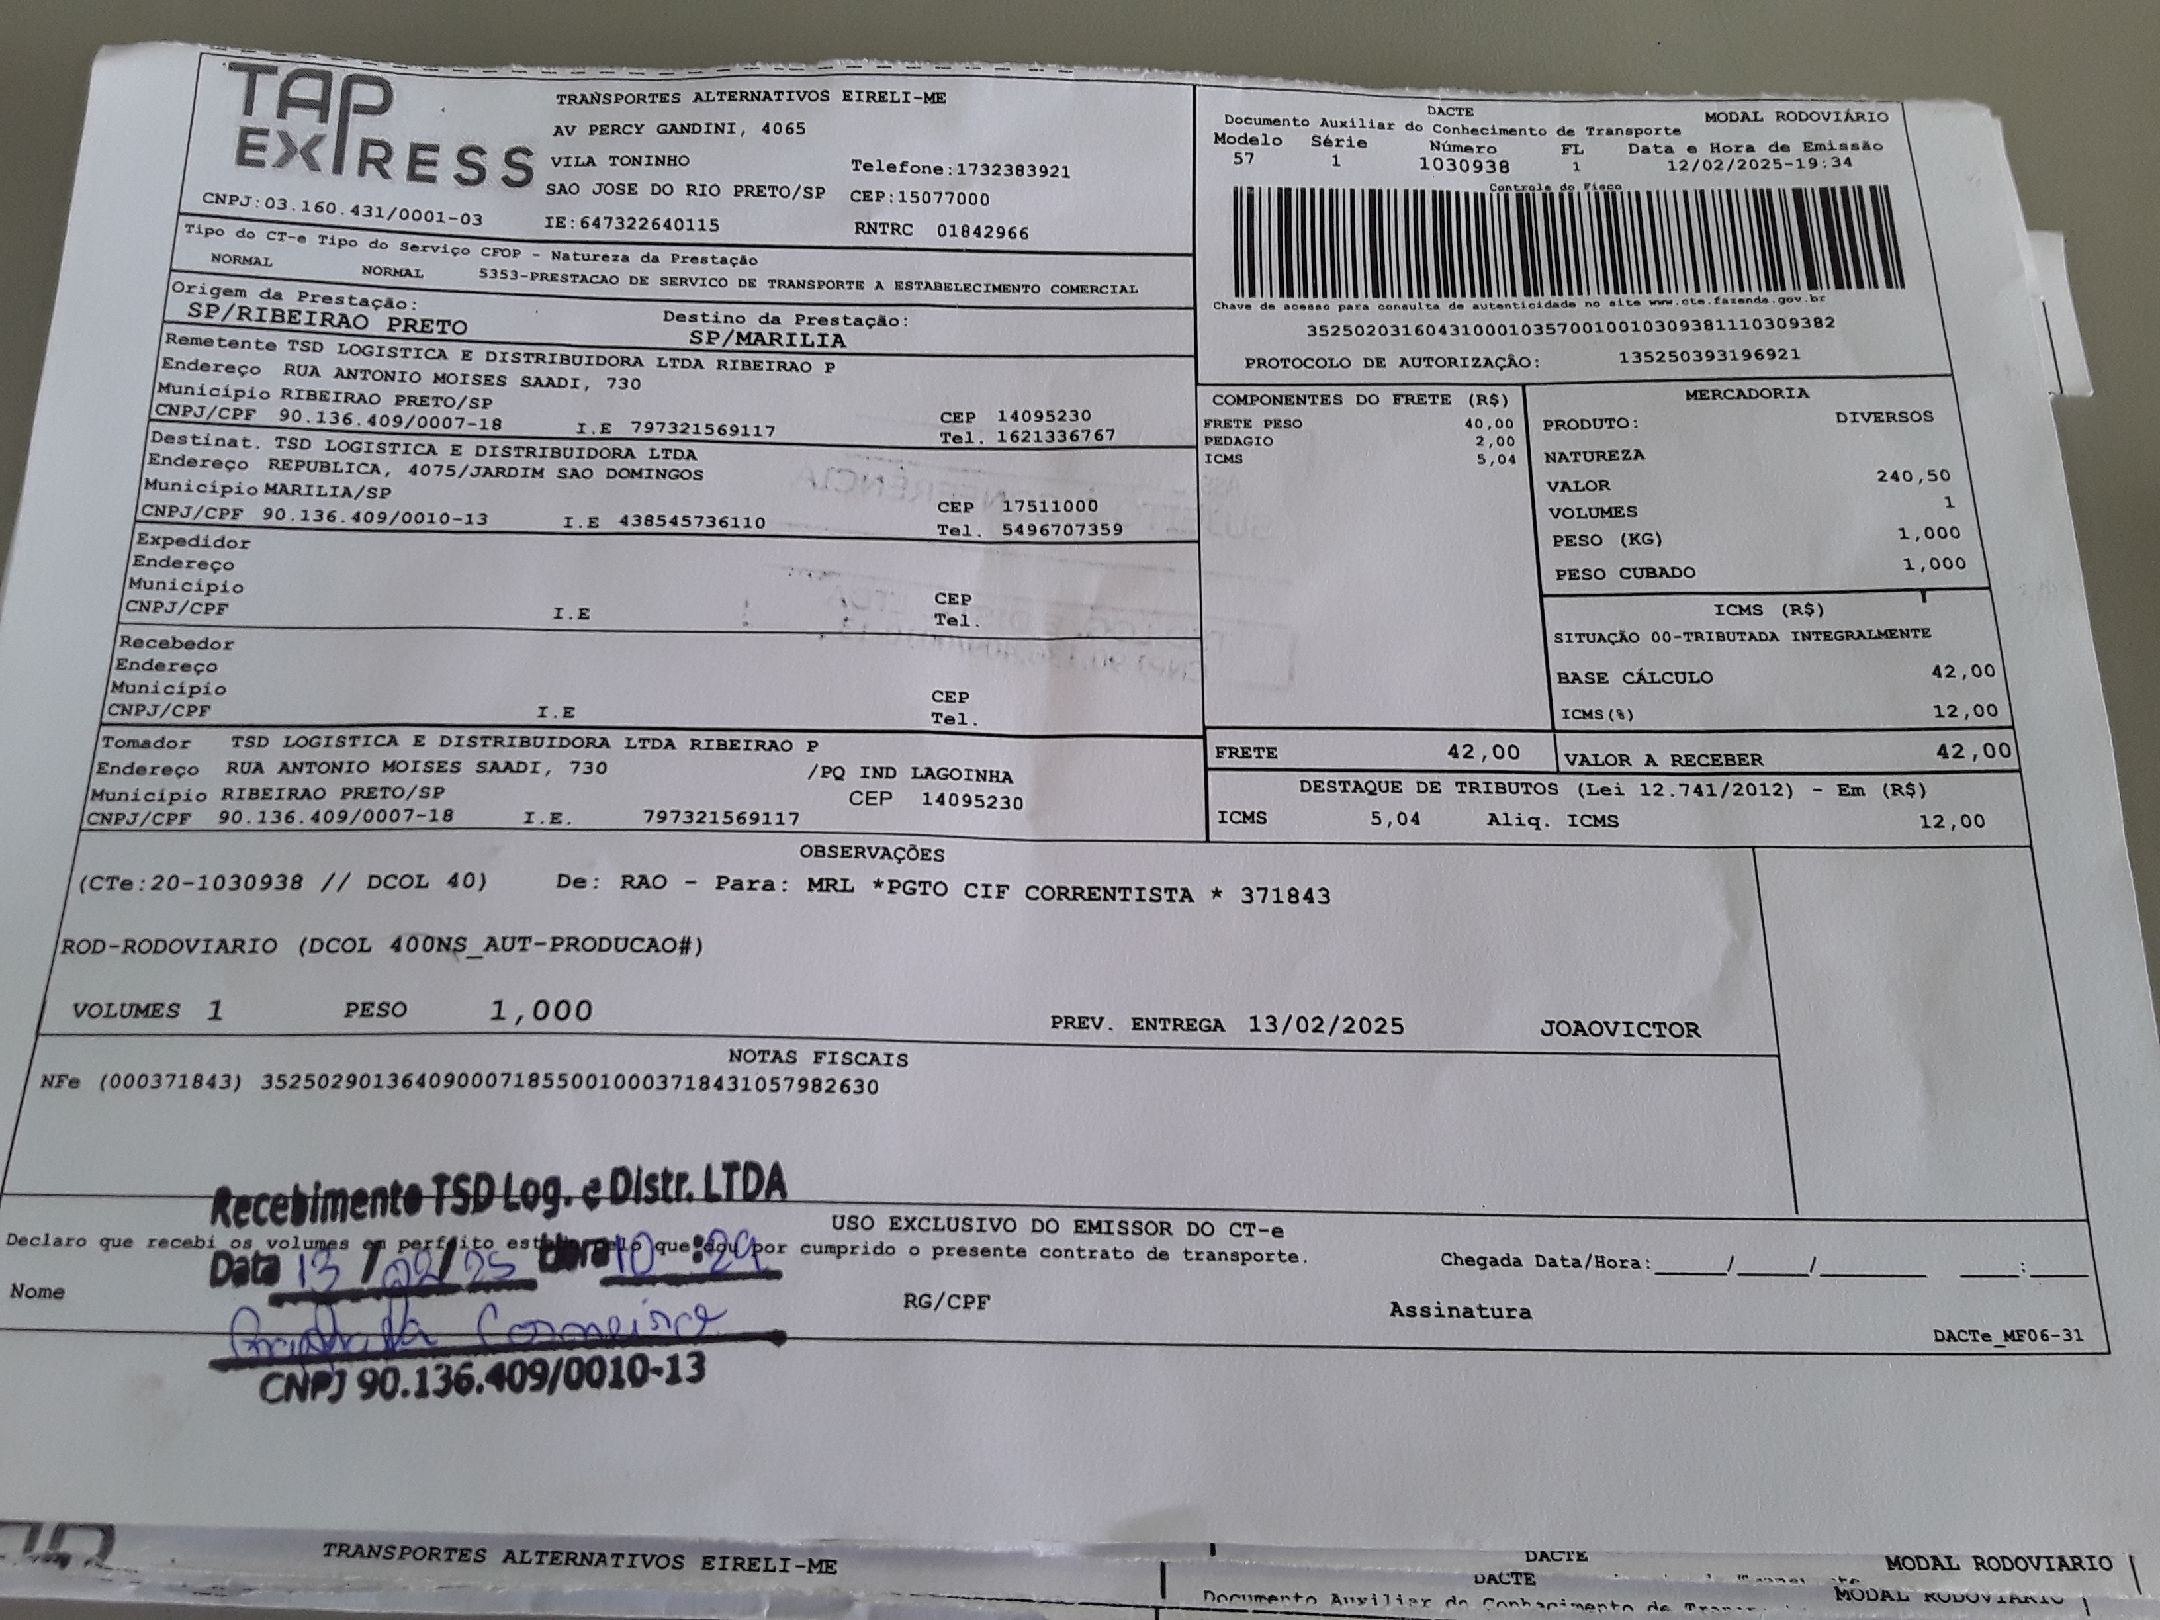 TAP EXPRESS
TRANSPORTES ALTERNATIVOS EIRELI-ME
AV PERCY GANDINI, 4065
VILA TONINHO
Telefone:1732383921
SAO JOSE DO RIO PRETO/SP CEP:15077000
CNPJ:03.160.431/0001-03 IE:647322640115 RNTRC 01842966
Tipo do CT-e Tipo do Serviço CFOP - Natureza da Prestação
NORMAL NORMAL 5353-PRESTACAO DE SERVICO DE TRANSPORTE A ESTABELECIMENTO COMERCIAL
Origem da Prestação: Destino da Prestação:
SP/RIBEIRAO PRETO SP/MARILIA
Remetente TSD LOGISTICA E DISTRIBUIDORA LTDA RIBEIRAO P
Endereço RUA ANTONIO MOISES SAADI, 730
Município RIBEIRAO PRETO/SP CEP 14095230
CNPJ/CPF 90.136.409/0007-18 I.E 797321569117 Tel. 1621336767
Destinat. TSD LOGISTICA E DISTRIBUIDORA LTDA
Endereço REPUBLICA, 4075/JARDIM SAO DOMINGOS
Município MARILIA/SP CEP 17511000
CNPJ/CPF 90.136.409/0010-13 I.E 438545736110 Tel. 5496707359
Expedidor
Endereço
Município CEP
CNPJ/CPF I.E Tel.
Recebedor
Endereço
Município CEP
CNPJ/CPF I.E Tel.
Tomador TSD LOGISTICA E DISTRIBUIDORA LTDA RIBEIRAO P
Endereço RUA ANTONIO MOISES SAADI, 730 /PQ IND LAGOINHA
Município RIBEIRAO PRETO/SP CEP 14095230
CNPJ/CPF 90.136.409/0007-18 I.E. 797321569117
DACTE MODAL RODOVIÁRIO
Documento Auxiliar do Conhecimento de Transporte
Modelo Série Número FL Data e Hora de Emissão
57 1 1030938 1 12/02/2025-19:34
Controle do Fisco
Chave de acesso para consulta de autenticidade no site www.cte.fazenda.gov.br
35250203160431000103570010010309381110309382
PROTOCOLO DE AUTORIZAÇÃO: 135250393196921
COMPONENTES DO FRETE (R$)
FRETE PESO 40,00
PEDAGIO 2,00
ICMS 5,04
MERCADORIA
PRODUTO: DIVERSOS
NATUREZA
VALOR 240,50
VOLUMES 1
PESO (KG) 1,000
PESO CUBADO 1,000
ICMS (R$)
SITUAÇÃO 00-TRIBUTADA INTEGRALMENTE
BASE CÁLCULO 42,00
ICMS(%) 12,00
FRETE 42,00 VALOR A RECEBER 42,00
DESTAQUE DE TRIBUTOS (Lei 12.741/2012) - Em (R$)
ICMS 5,04 Aliq. ICMS 12,00
OBSERVAÇÕES
(CTe:20-1030938 // DCOL 40) De: RAO - Para: MRL *PGTO CIF CORRENTISTA * 371843
ROD-RODOVIARIO (DCOL 400NS_AUT-PRODUCAO#)
VOLUMES 1 PESO 1,000 PREV. ENTREGA 13/02/2025 JOAOVICTOR
NOTAS FISCAIS
NFe (000371843) 35250290136409000718550010003718431057982630
Recebimento TSD Log. e Distr. LTDA
USO EXCLUSIVO DO EMISSOR DO CT-e
Declaro que recebi os volumes em perfeito que dou por cumprido o presente contrato de transporte.
Data 13/02/25 Hora 10:29
Chegada Data/Hora:____/____/______ ____:____
Nome RG/CPF Assinatura
CNPJ 90.136.409/0010-13
DACTe_MF06-31
TRANSPORTES ALTERNATIVOS EIRELI-ME
DACTE MODAL RODOVIARIO
DACTE MODAL RODOVIARIO
Documento Auxiliar do Conhecimento de